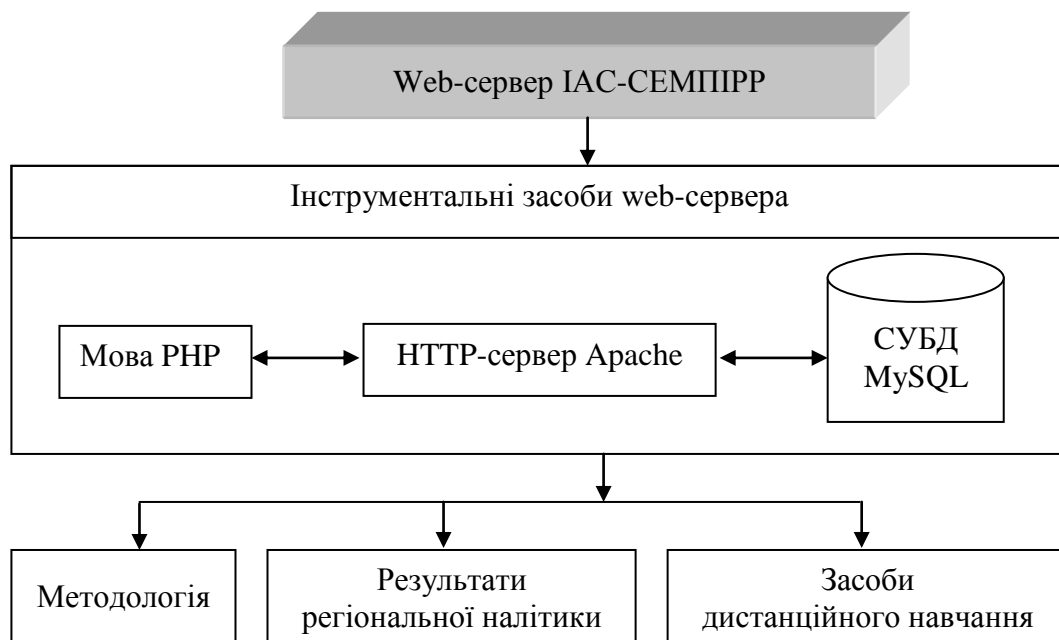 Web-сервер ІАС-СЕМПІРР
Інструментальні засоби web-сервера
Мова PHP
HTTP-сервер Apache
СУБД
MySQL
Методологія
Результати
регіональної налітики
Засоби
дистанційного навчання